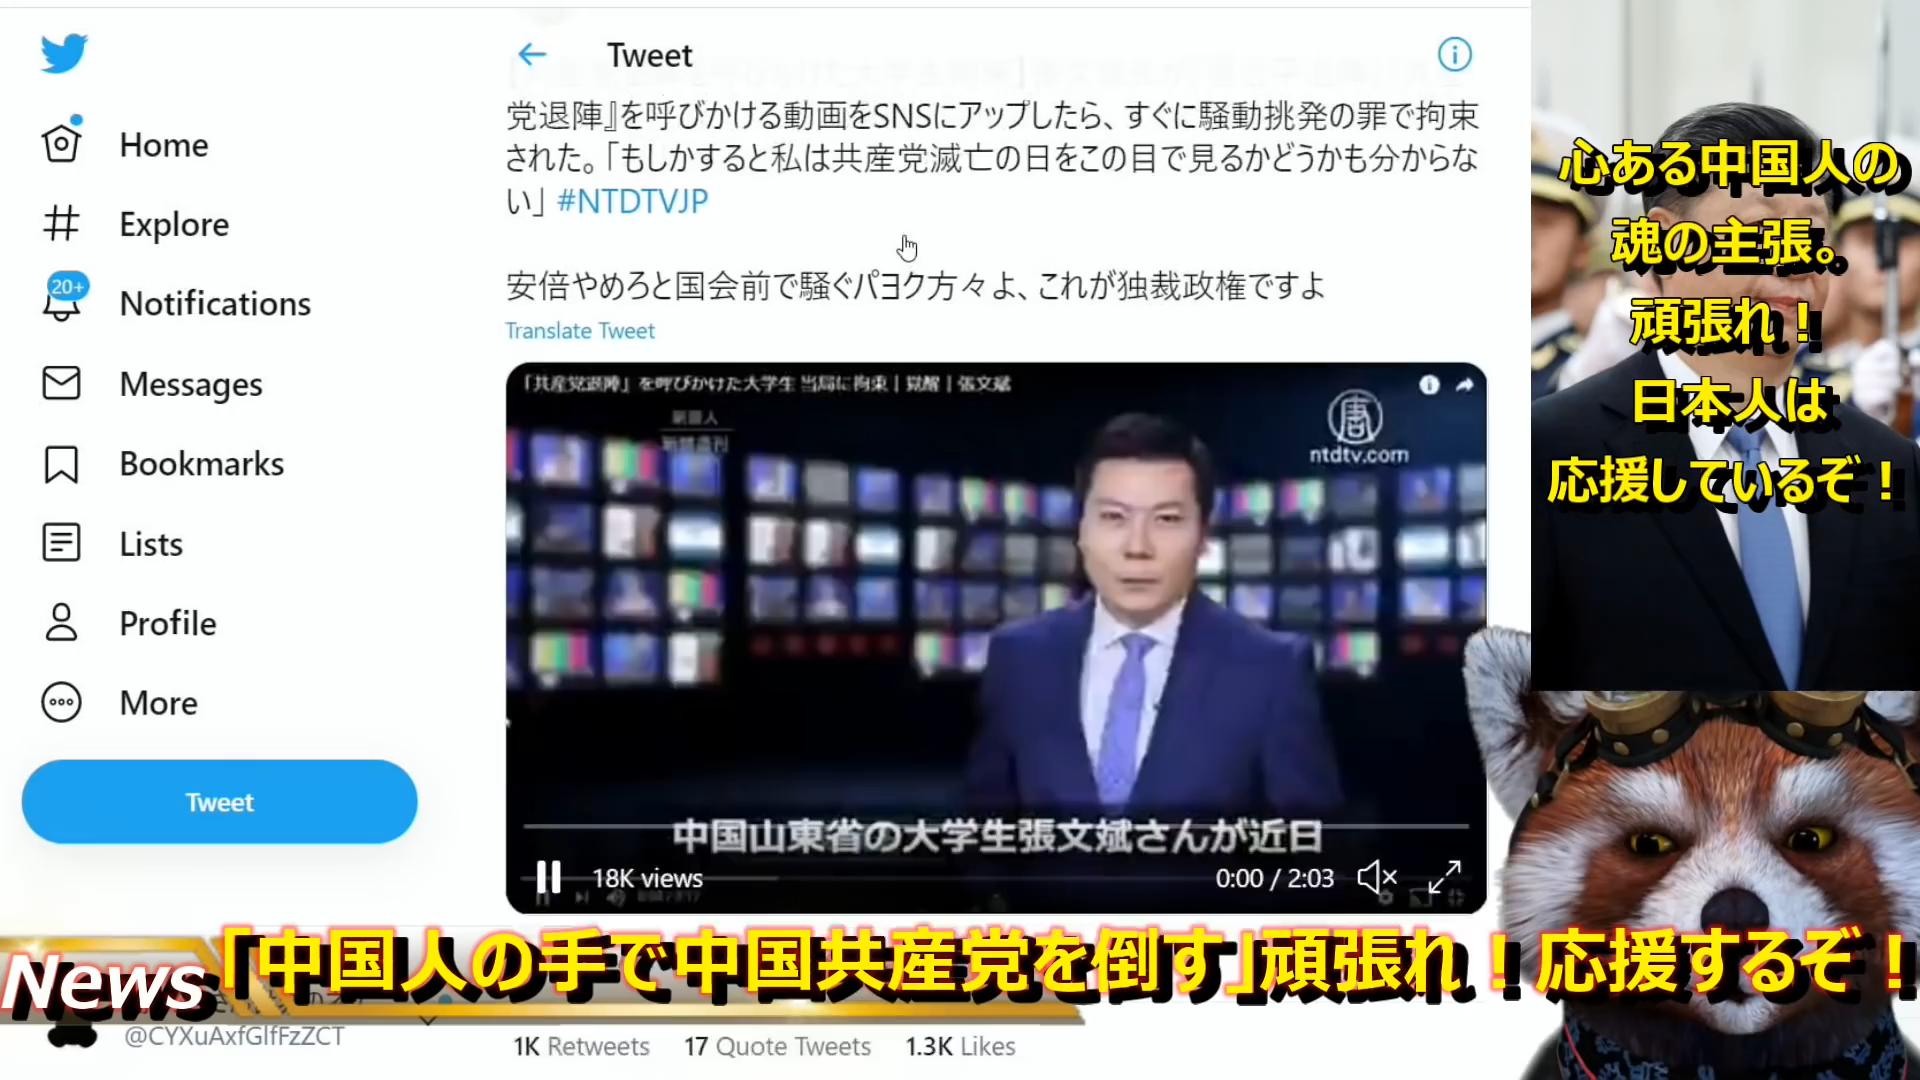 Tweet
Home
Explore
20+
Notifications
Messages
Bookmarks
Lists
Profile
More
Tweet
党退陣』を呼びかける動画をSNSにアップしたら、すぐに騒動挑発の罪で拘束
された。「もしかすると私は共産党滅亡の日をこの目で見るかどうかも分からな
い」 #NTDTVJP
安倍やめろと国会前で騒ぐパヨク方々よ、これが独裁政権ですよ
Translate Tweet
「共産党退陣」を呼びかけた大学生 当局に拘束 | 覚醒 | 張文斌
唐
ntdtv.com
中国山東省の大学生張文斌さんが近日
18K views
0:00 / 2:03
心ある中国人の
魂の主張。
頑張れ！
日本人は
応援しているぞ！
News
「中国人の手で中国共産党を倒す」頑張れ！応援するぞ！
@CYXuAxfGlfFzZCT
1K Retweets 17 Quote Tweets 1.3K Likes